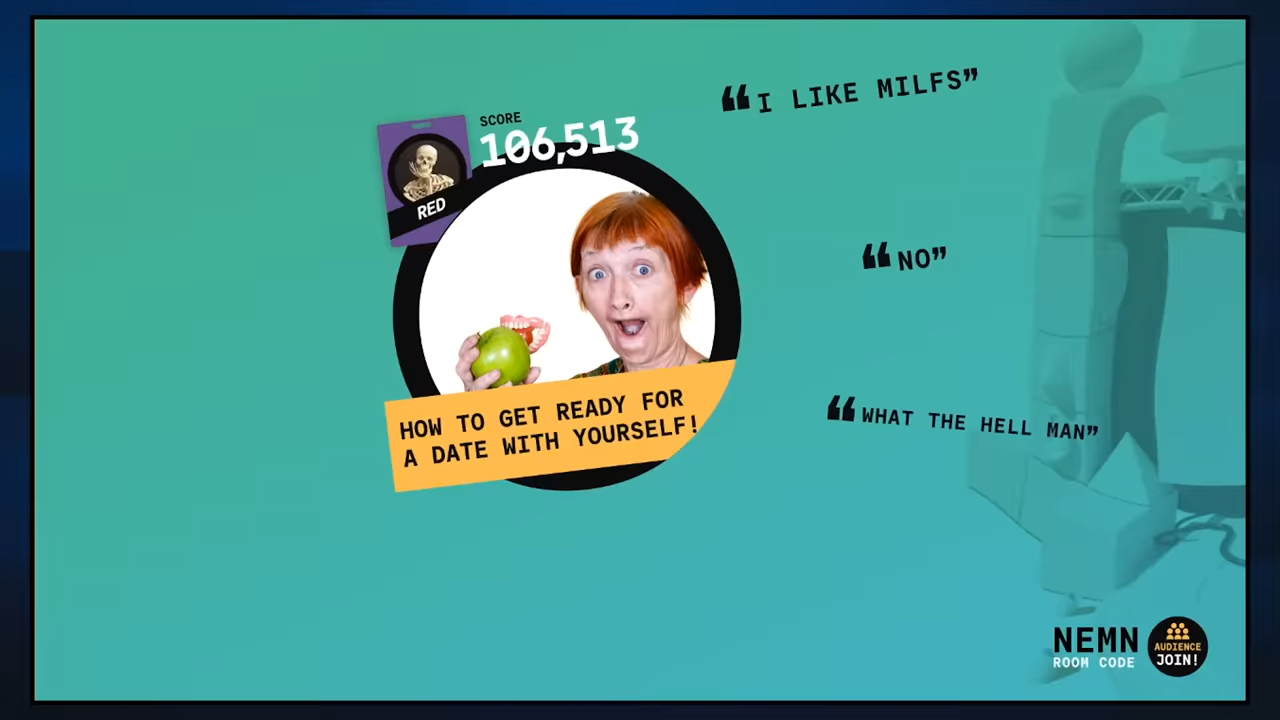 SCORE
106,513
RED
HOW TO GET READY FOR
A DATE WITH YOURSELF!
“I LIKE MILFS”
“NO”
“WHAT THE HELL MAN”
NEMN
ROOM CODE
AUDIENCE
JOIN!